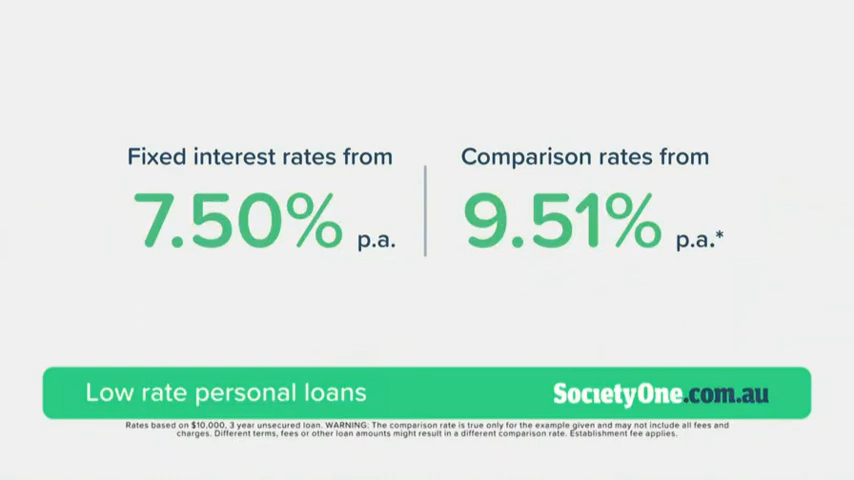 Fixed interest rates from
7.50% p.a.
Comparison rates from
9.51% p.a.*
Low rate personal loans
SocietyOne.com.au
Rates based on $10,000, 3 year unsecured loan. WARNING: The comparison rate is true only for the example given and may not include all fees and
charges. Different terms, fees or other loan amounts might result in a different comparison rate. Establishment fee applies.